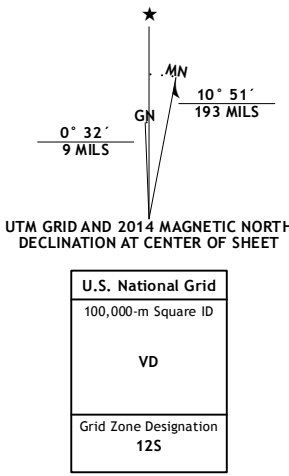 ★
MN
10° 51´
193 MILS
GN
0° 32´
9 MILS
UTM GRID AND 2014 MAGNETIC NORTH
DECLINATION AT CENTER OF SHEET
U.S. National Grid
100,000-m Square ID
VD
Grid Zone Designation
12S